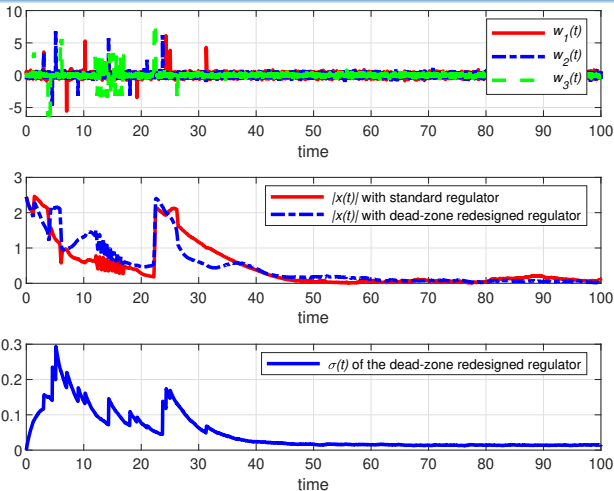 10
5
0
-5
w1(t)
w2(t)
w3(t)
0 10 20 30 40 50 60 70 80 90 100
time
3
2
1
0
|x(t)| with standard regulator
|x(t)| with dead-zone redesigned regulator
0 10 20 30 40 50 60 70 80 90 100
time
0.3
0.2
0.1
0
σ(t) of the dead-zone redesigned regulator
0 10 20 30 40 50 60 70 80 90 100
time